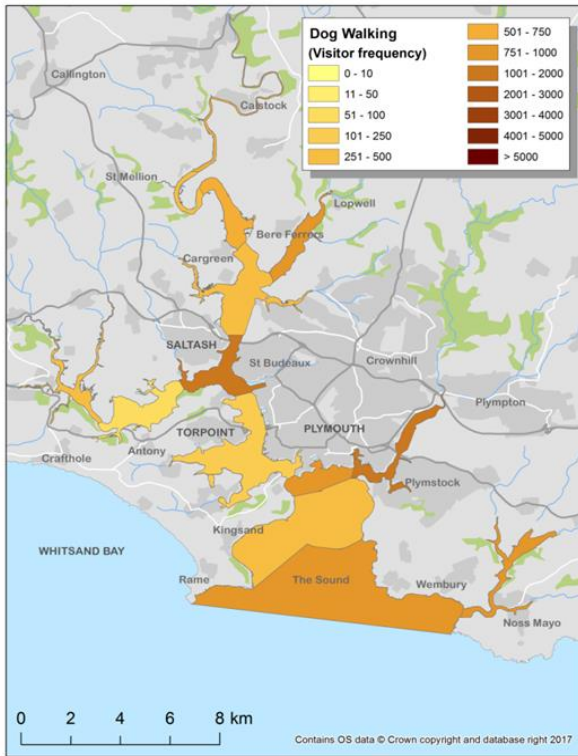 Dog Walking
(Visitor frequency)
0 - 10
11 - 50
51 - 100
101 - 250
251 - 500
501 - 750
751 - 1000
1001 - 2000
2001 - 3000
3001 - 4000
4001 - 5000
> 5000
Callington
Calstock
St Mellion
Lopwell
Bere Ferrers
Cargreen
SALTASH
St Budeaux
Crownhill
Plympton
TORPOINT
PLYMOUTH
Antony
Crafthole
Plymstock
Kingsand
WHITSAND BAY
Rame
The Sound
Wembury
Noss Mayo
0 2 4 6 8 km
Contains OS data © Crown copyright and database right 2017